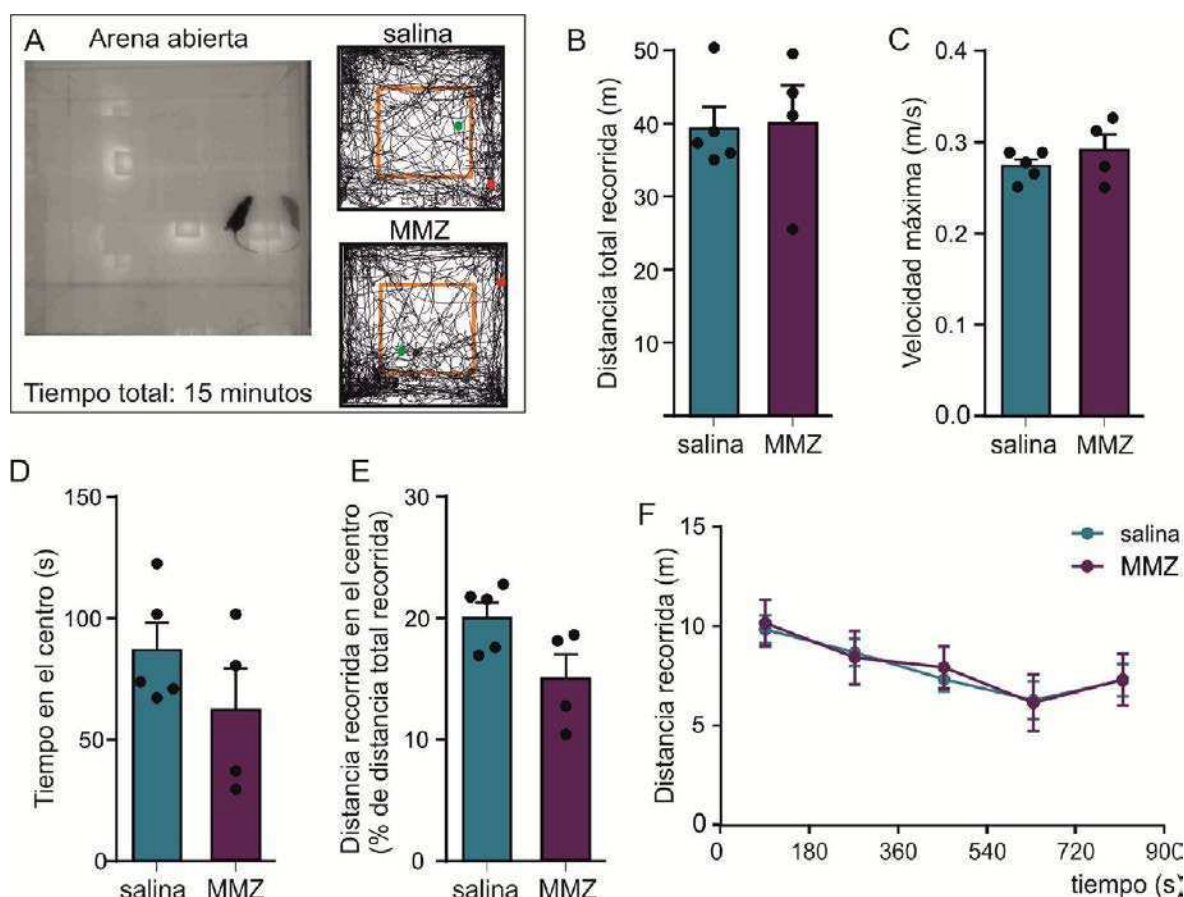 A
Arena abierta
salina
MMZ
Tiempo total: 15 minutos
B
Distancia total recorrida (m)
50
40
30
20
10
salina
MMZ
C
Velocidad máxima (m/s)
0.4
0.3
0.2
0.1
0.0
salina
MMZ
D
Tiempo en el centro (s)
150
100
50
0
salina
MMZ
E
Distancia recorrida en el centro
(% de distancia total recorrida)
30
20
10
0
salina
MMZ
F
Distancia recorrida (m)
15
10
5
0
salina
MMZ
0
180
360
540
720
900
tiempo (s)